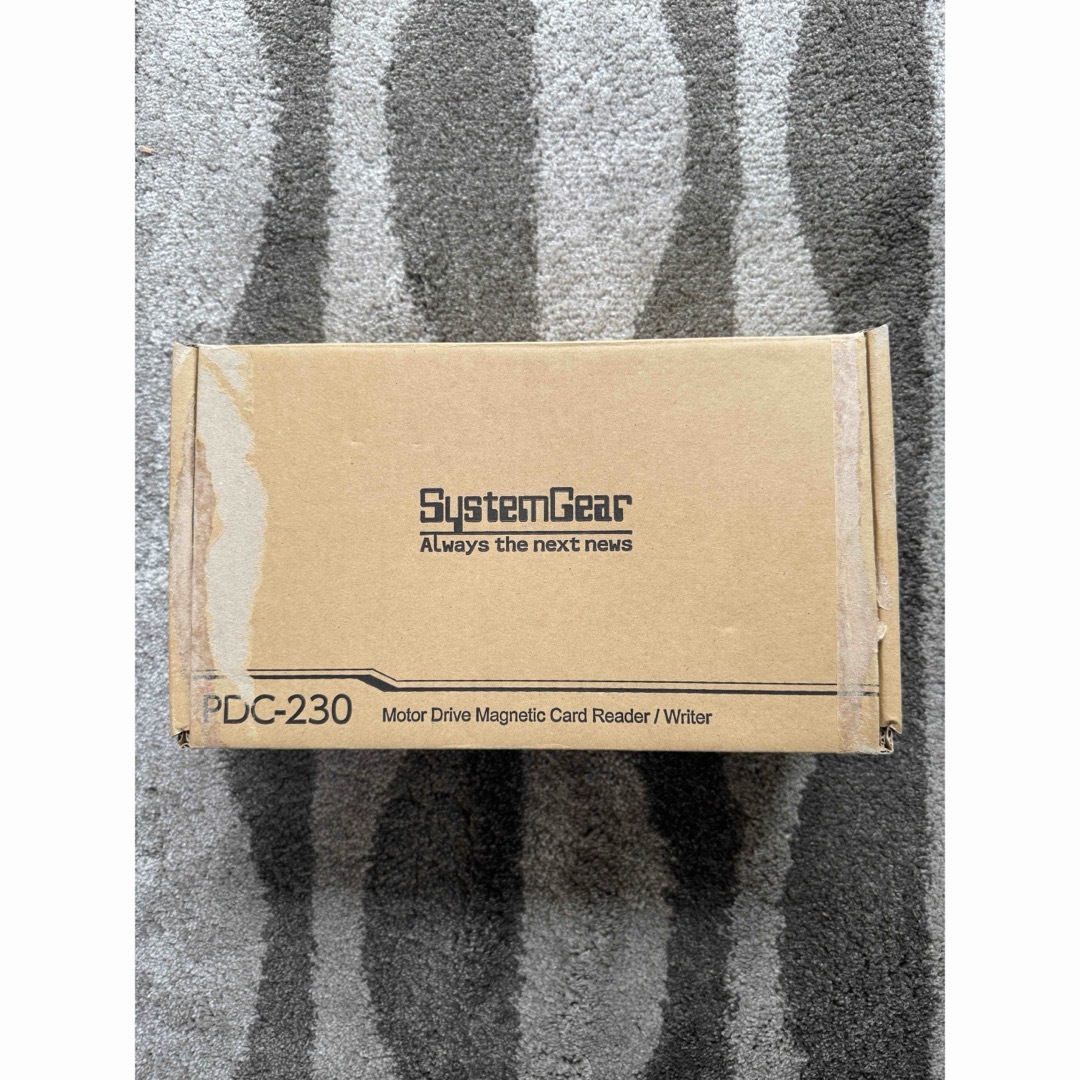 SystemGear
Always the next news
PDC-230 Motor Drive Magnetic Card Reader / Writer